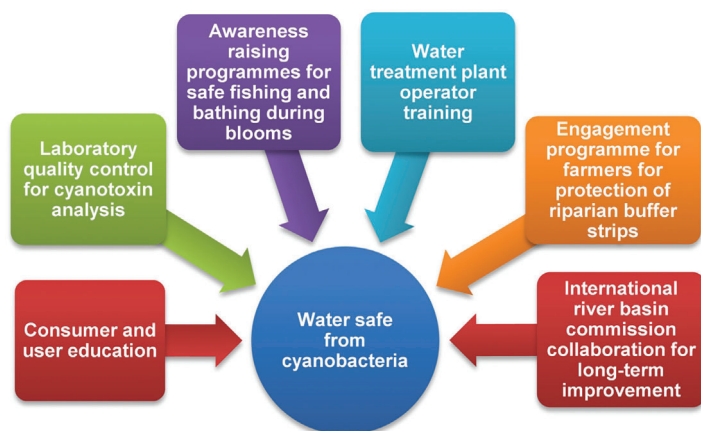 Consumer and
user education
Laboratory
quality control
for cyanotoxin
analysis
Awareness
raising
programmes for
safe fishing and
bathing during
blooms
Water
treatment plant
operator
training
Engagement
programme for
farmers for
protection of
riparian buffer
strips
International
river basin
commission
collaboration for
long-term
improvement
Water safe
from
cyanobacteria